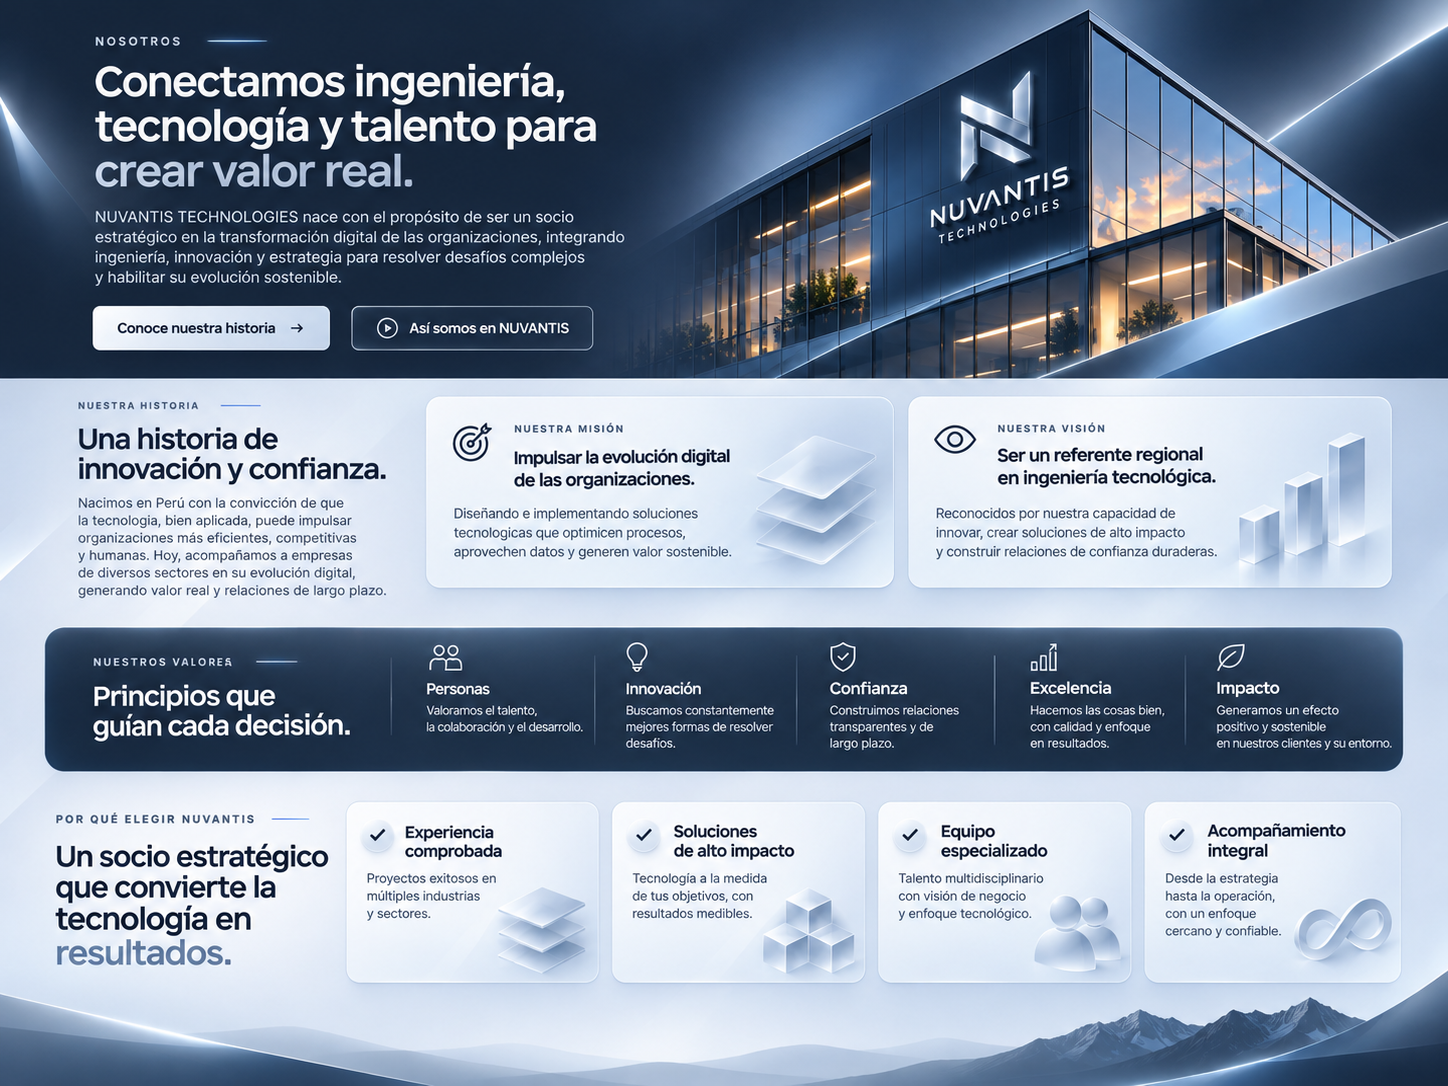 NOSOTROS
Conectamos ingeniería,
tecnología y talento para
crear valor real.
NUVANTIS TECHNOLOGIES nace con el propósito de ser un socio
estratégico en la transformación digital de las organizaciones, integrando
ingeniería, innovación y estrategia para resolver desafíos complejos
y habilitar su evolución sostenible.
Conoce nuestra historia
Así somos en NUVANTIS
NUVANTIS
TECHNOLOGIES
NUESTRA HISTORIA
Una historia de
innovación y confianza.
Nacimos en Perú con la convicción de que
la tecnologia, bien aplicada, puede impulsar
organizaciones más eficientes, competitivas
y humanas. Hoy, acompañamos a empresas
de diversos sectores en su evolución digital,
generando valor real y relaciones de largo plazo.
NUESTRA MISIÓN
Impulsar la evolución digital
de las organizaciones.
Diseñando e implementando soluciones
tecnologicas que optimicen procesos,
aprovechen datos y generen valor sostenible.
NUESTRA VISIÓN
Ser un referente regional
en ingeniería tecnológica.
Reconocidos por nuestra capacidad de
innovar, crear soluciones de alto impacto
y construir relaciones de confianza duraderas.
NUESTROS VALORES
Principios que
guían cada decisión.
Personas
Valoramos el talento,
la colaboración y el desarrollo.
Innovación
Buscamos constantemente
mejores formas de resolver
desafíos.
Confianza
Construimos relaciones
transparentes y de
largo plazo.
Excelencia
Hacemos las cosas bien,
con calidad y enfoque
en resultados.
Impacto
Generamos un efecto
positivo y sostenible
en nuestros clientes y su entorno.
POR QUÉ ELEGIR NUVANTIS
Un socio estratégico
que convierte la
tecnología en
resultados.
Experiencia
comprobada
Proyectos exitosos en
múltiples industrias
y sectores.
Soluciones
de alto impacto
Tecnología a la medida
de tus objetivos, con
resultados medibles.
Equipo
especializado
Talento multidisciplinario
con visión de negocio
y enfoque tecnológico.
Acompañamiento
integral
Desde la estrategia
hasta la operación,
con un enfoque
cercano y confiable.